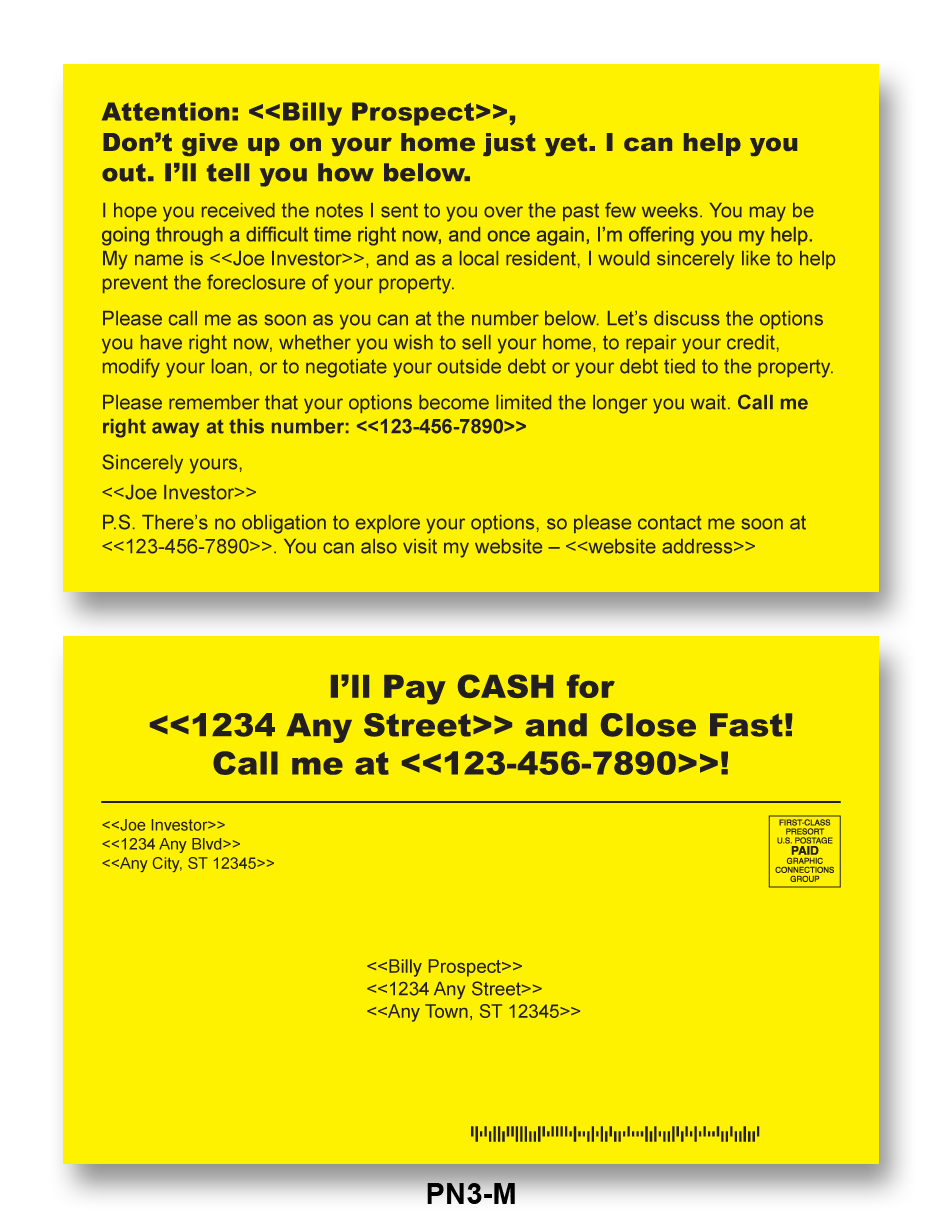 Attention: <<Billy Prospect>>,
Don’t give up on your home just yet. I can help you
out. I’ll tell you how below.
I hope you received the notes I sent to you over the past few weeks. You may be
going through a difficult time right now, and once again, I’m offering you my help.
My name is <<Joe Investor>>, and as a local resident, I would sincerely like to help
prevent the foreclosure of your property.
Please call me as soon as you can at the number below. Let’s discuss the options
you have right now, whether you wish to sell your home, to repair your credit,
modify your loan, or to negotiate your outside debt or your debt tied to the property.
Please remember that your options become limited the longer you wait. Call me
right away at this number: <<123-456-7890>>
Sincerely yours,
<<Joe Investor>>
P.S. There’s no obligation to explore your options, so please contact me soon at
<<123-456-7890>>. You can also visit my website – <<website address>>
I’ll Pay CASH for
<<1234 Any Street>> and Close Fast!
Call me at <<123-456-7890>>!
<<Joe Investor>>
<<1234 Any Blvd>>
<<Any City, ST 12345>>
FIRST-CLASS
PRESORT
U.S. POSTAGE
PAID
GRAPHIC
CONNECTIONS
GROUP
<<Billy Prospect>>
<<1234 Any Street>>
<<Any Town, ST 12345>>
PN3-M